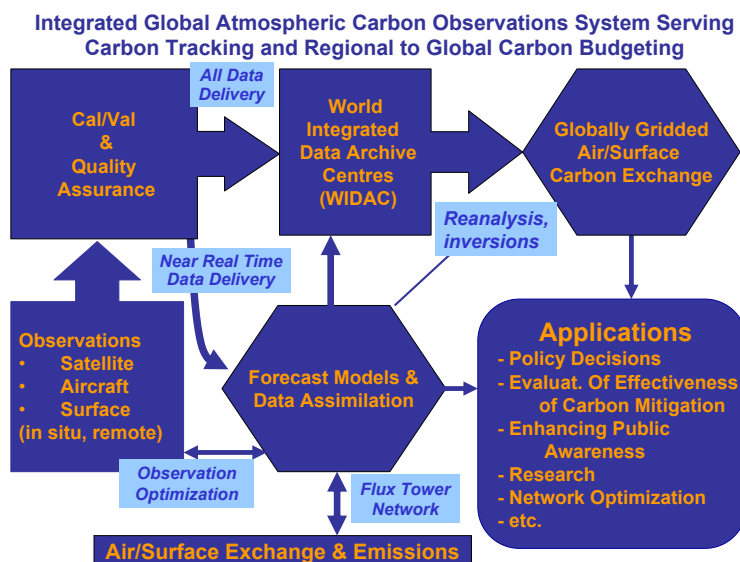 Integrated Global Atmospheric Carbon Observations System Serving
Carbon Tracking and Regional to Global Carbon Budgeting
All Data
Delivery
Cal/Val
&
Quality
Assurance
World
Integrated
Data Archive
Centres
(WIDAC)
Globally Gridded
Air/Surface
Carbon Exchange
Reanalysis,
inversions
Near Real Time
Data Delivery
Observations
• Satellite
• Aircraft
• Surface
(in situ, remote)
Forecast Models &
Data Assimilation
Applications
- Policy Decisions
- Evaluat. Of Effectiveness
of Carbon Mitigation
- Enhancing Public
Awareness
- Research
- Network Optimization
- etc.
Observation
Optimization
Flux Tower
Network
Air/Surface Exchange & Emissions